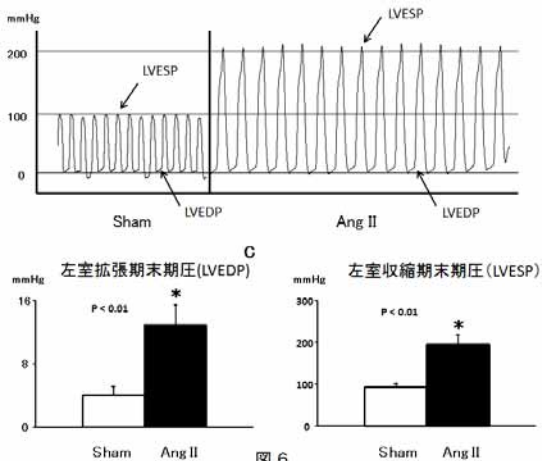 mmHg
LVESP
LVESP
200
100
0
LVEDP
LVEDP
Sham
Ang II
C
左室拡張期末期圧(LVEDP)
左室収縮期末期圧(LVESP)
mmHg
mmHg
16
8
0
P < 0.01
*
Sham
Ang II
300
200
100
0
P < 0.01
*
Sham
Ang II
図 6